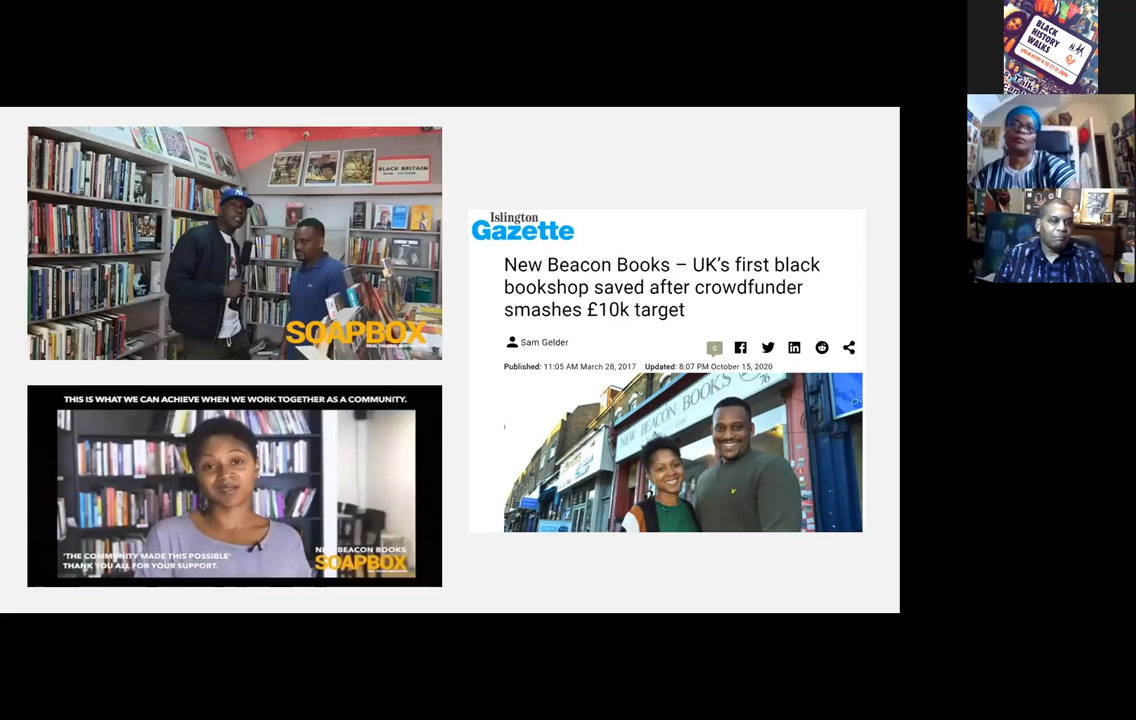 BLACK BRITAIN
NON-FICTION
SOAPBOX
THIS IS WHAT WE CAN ACHIEVE WHEN WE WORK TOGETHER AS A COMMUNITY.
'THE COMMUNITY MADE THIS POSSIBLE'
THANK YOU ALL FOR YOUR SUPPORT.
NEW BEACON BOOKS
SOAPBOX
Islington
Gazette
New Beacon Books – UK's first black
bookshop saved after crowdfunder
smashes £10k target
Sam Gelder
Published: 11:05 AM March 28, 2017 Updated: 8:07 PM October 15, 2020
NEW BEACON BOOKS
76
BLACK
HISTORY
WALKS